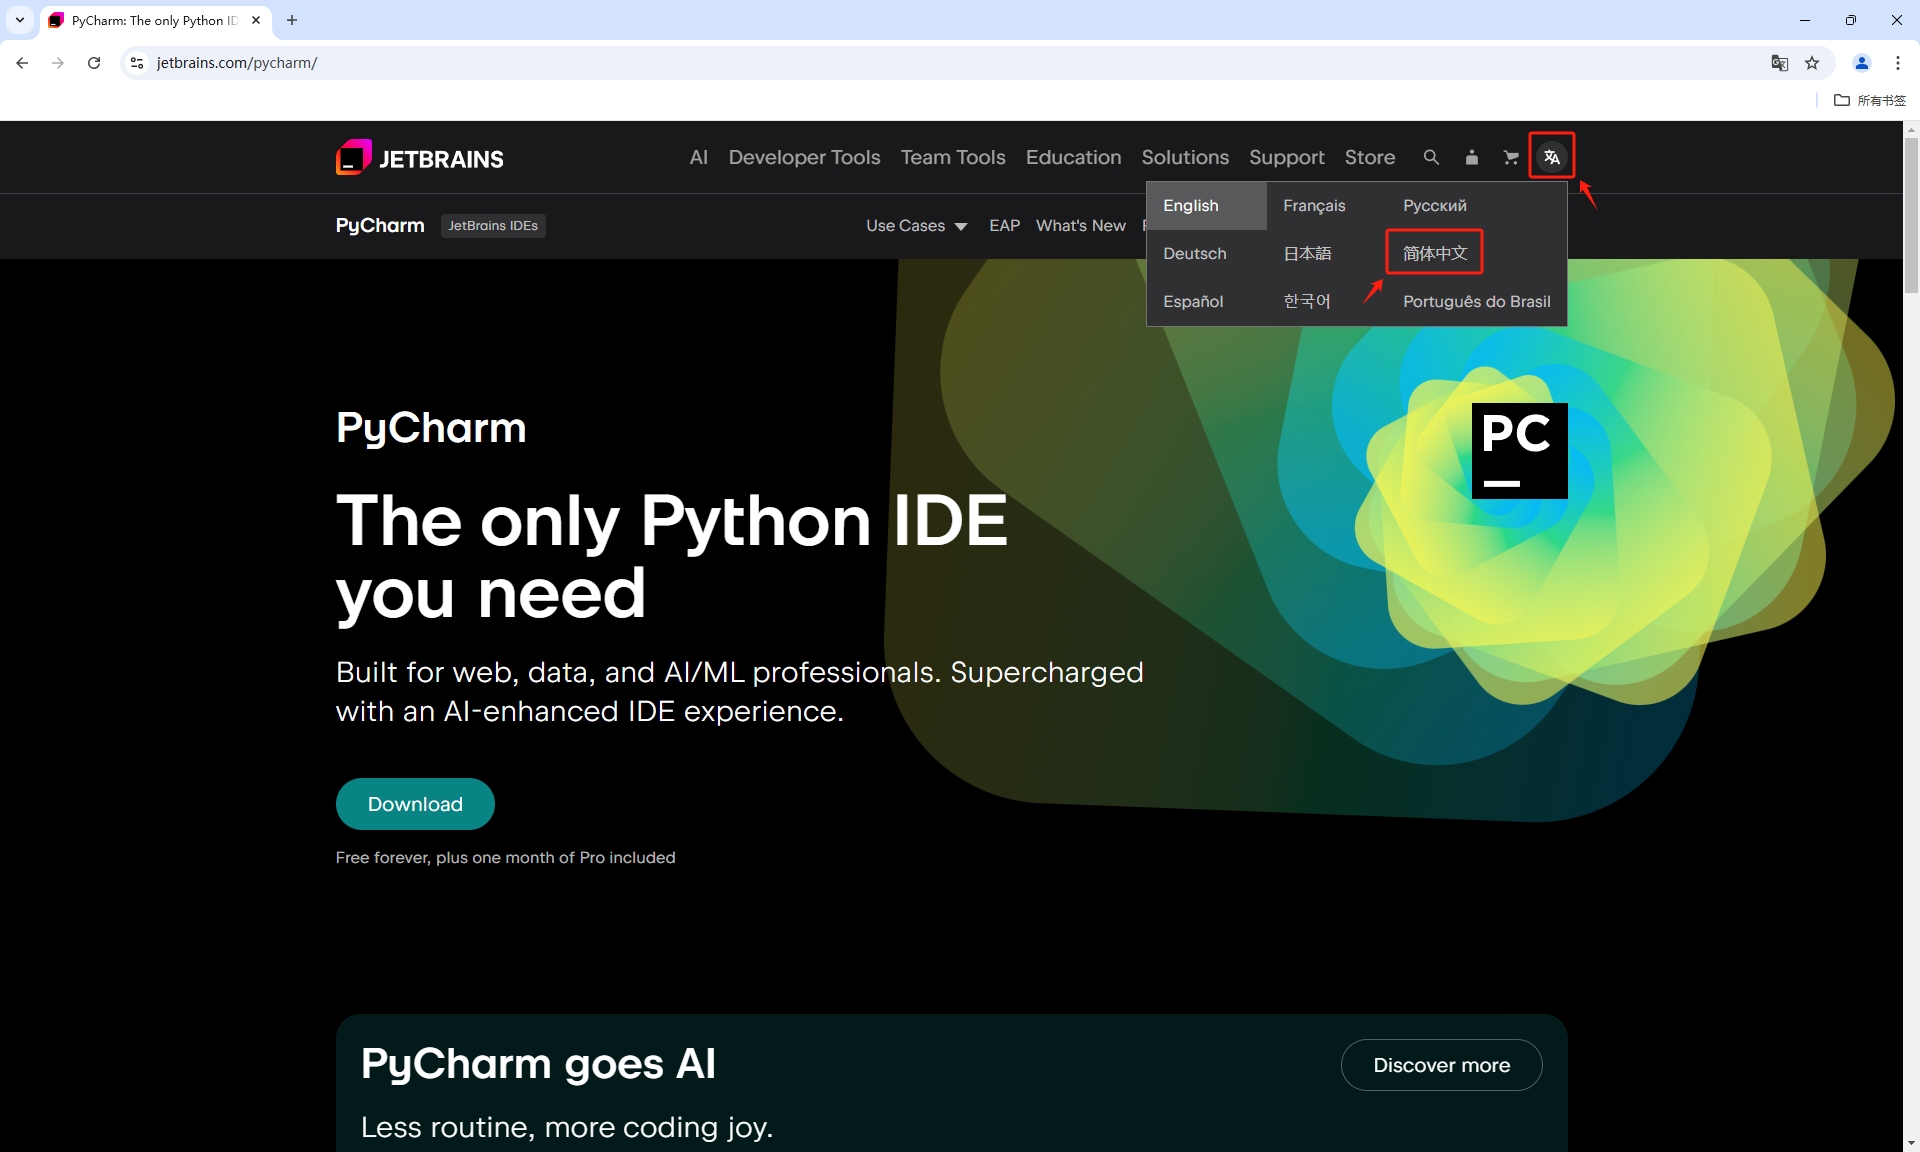 PyCharm: The only Python ID
jetbrains.com/pycharm/
所有书签
JETBRAINS
AI Developer Tools Team Tools Education Solutions Support Store
PyCharm JetBrains IDEs
Use Cases EAP What's New
English Français Русский
Deutsch 日本語 简体中文
Español 한국어 Português do Brasil
PC
PyCharm
The only Python IDE
you need
Built for web, data, and AI/ML professionals. Supercharged
with an AI-enhanced IDE experience.
Download
Free forever, plus one month of Pro included
PyCharm goes AI
Discover more
Less routine, more coding joy.